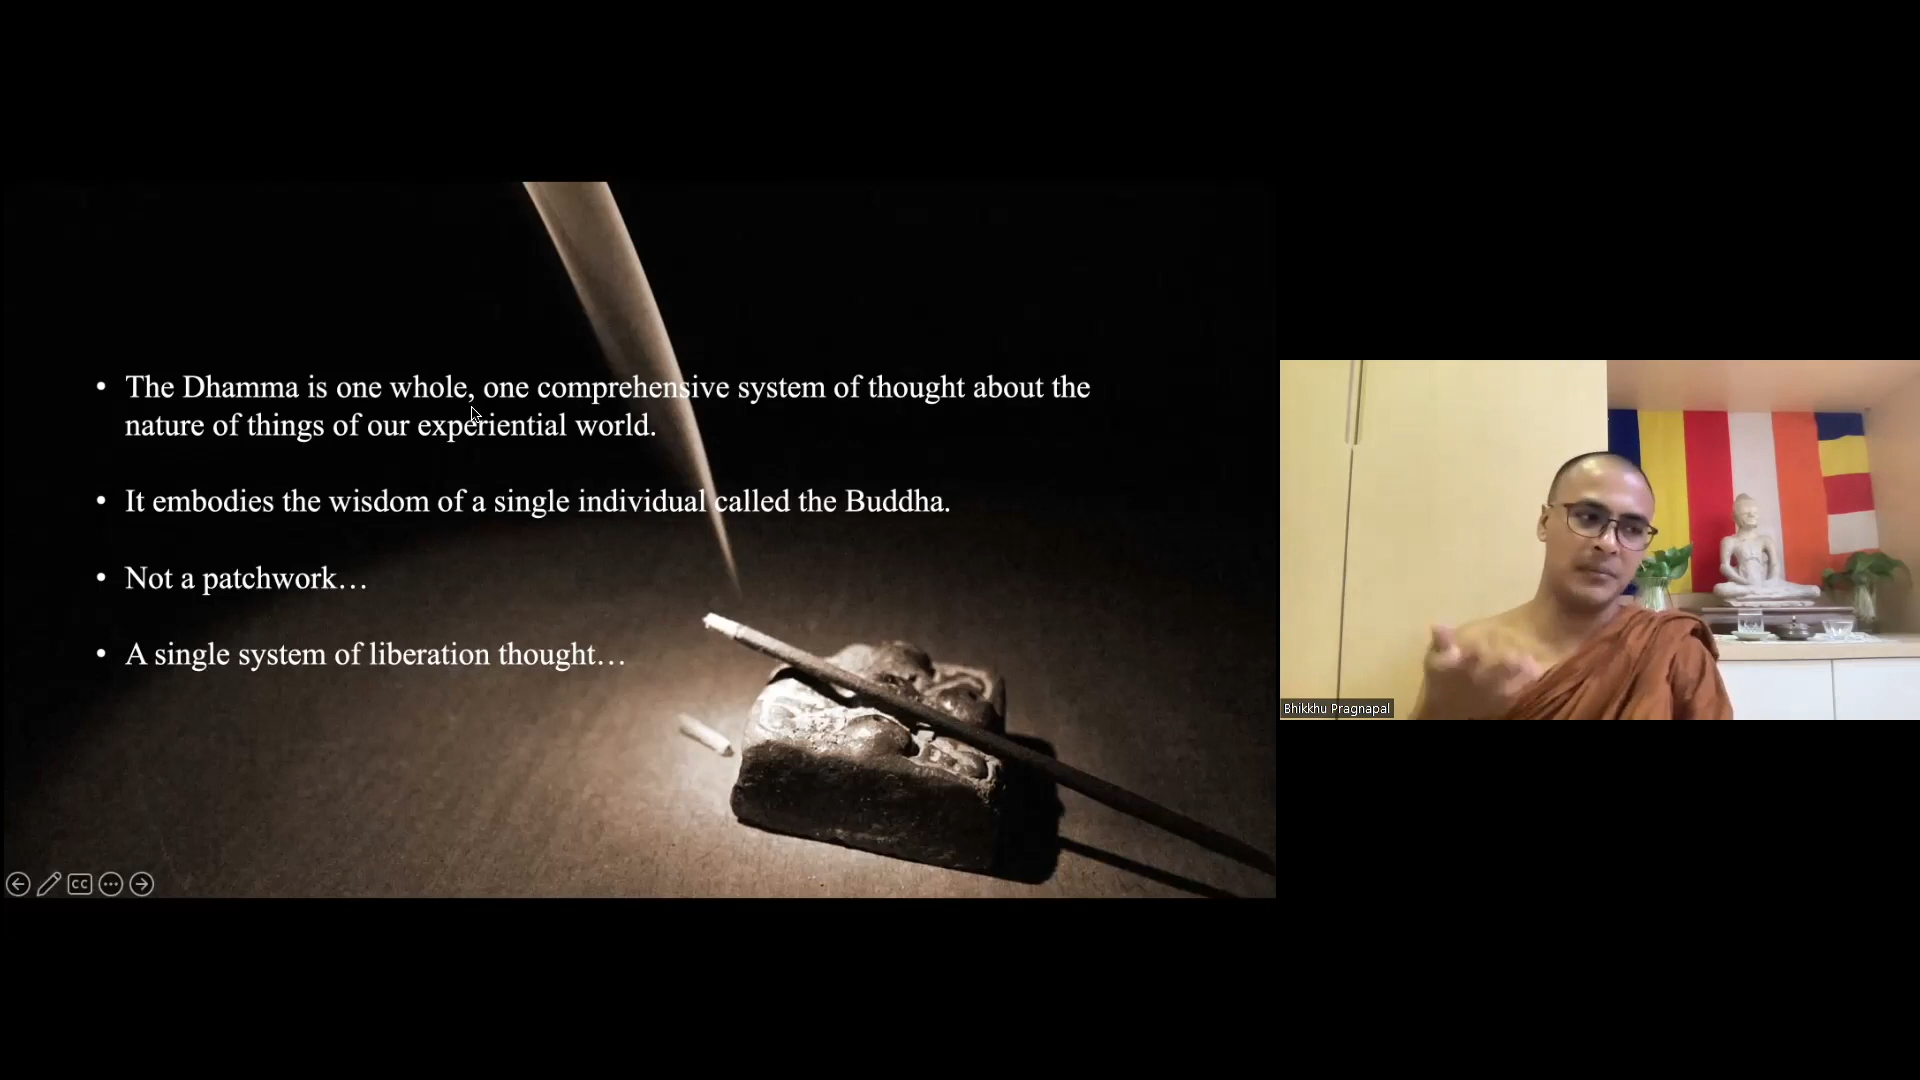 • The Dhamma is one whole, one comprehensive system of thought about the
nature of things of our experiential world.
• It embodies the wisdom of a single individual called the Buddha.
• Not a patchwork…
• A single system of liberation thought…
CC
Bhikkhu Pragnapal